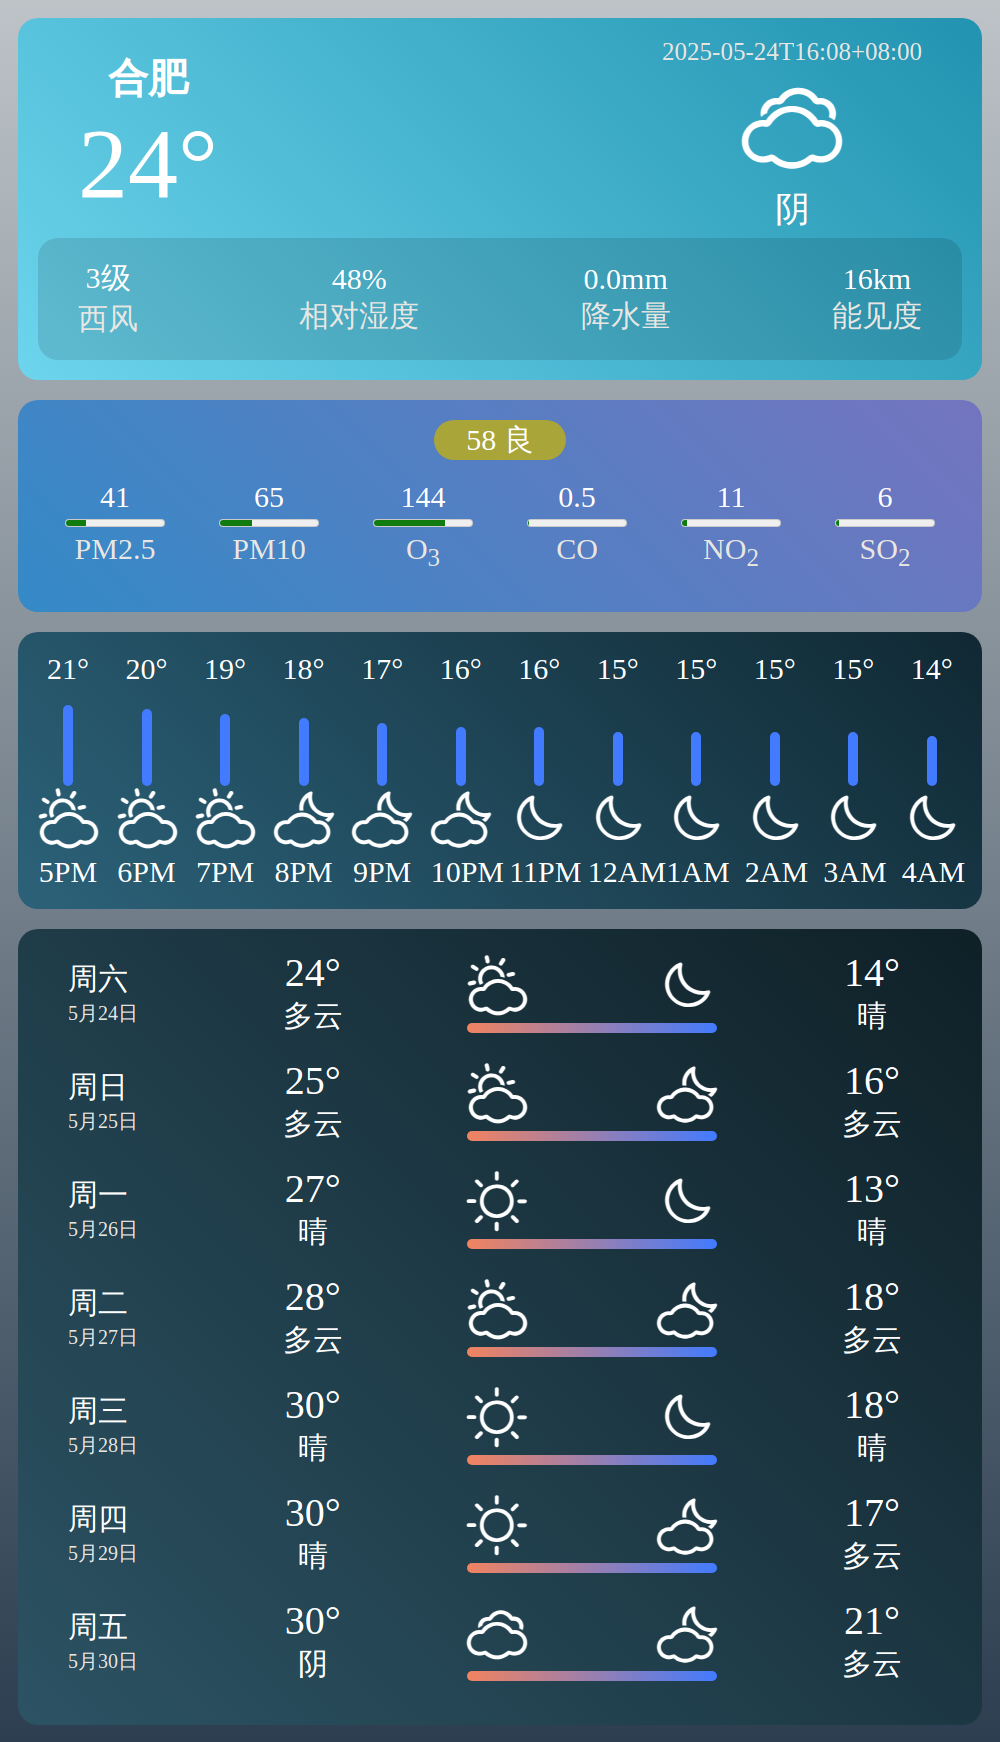 合肥
24°
2025-05-24T16:08+08:00
阴
3级 48% 0.0mm 16km
西风 相对湿度 降水量 能见度
58 良
41 65 144 0.5 11 6
PM2.5 PM10 O3 CO NO2 SO2
21° 20° 19° 18° 17° 16° 16° 15° 15° 15° 15° 14°
5PM 6PM 7PM 8PM 9PM 10PM 11PM 12AM 1AM 2AM 3AM 4AM
周六 24° 14°
5月24日 多云 晴
周日 25° 16°
5月25日 多云 多云
周一 27° 13°
5月26日 晴 晴
周二 28° 18°
5月27日 多云 多云
周三 30° 18°
5月28日 晴 晴
周四 30° 17°
5月29日 晴 多云
周五 30° 21°
5月30日 阴 多云